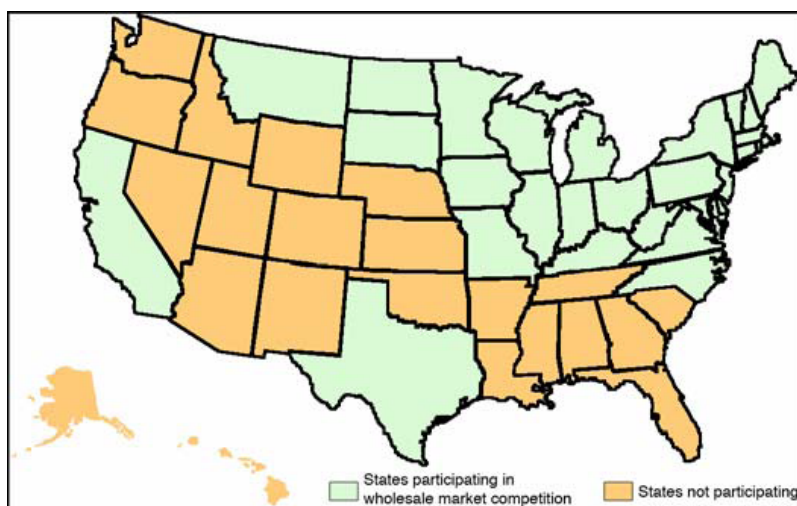 States participating in
wholesale market competition
States not participating